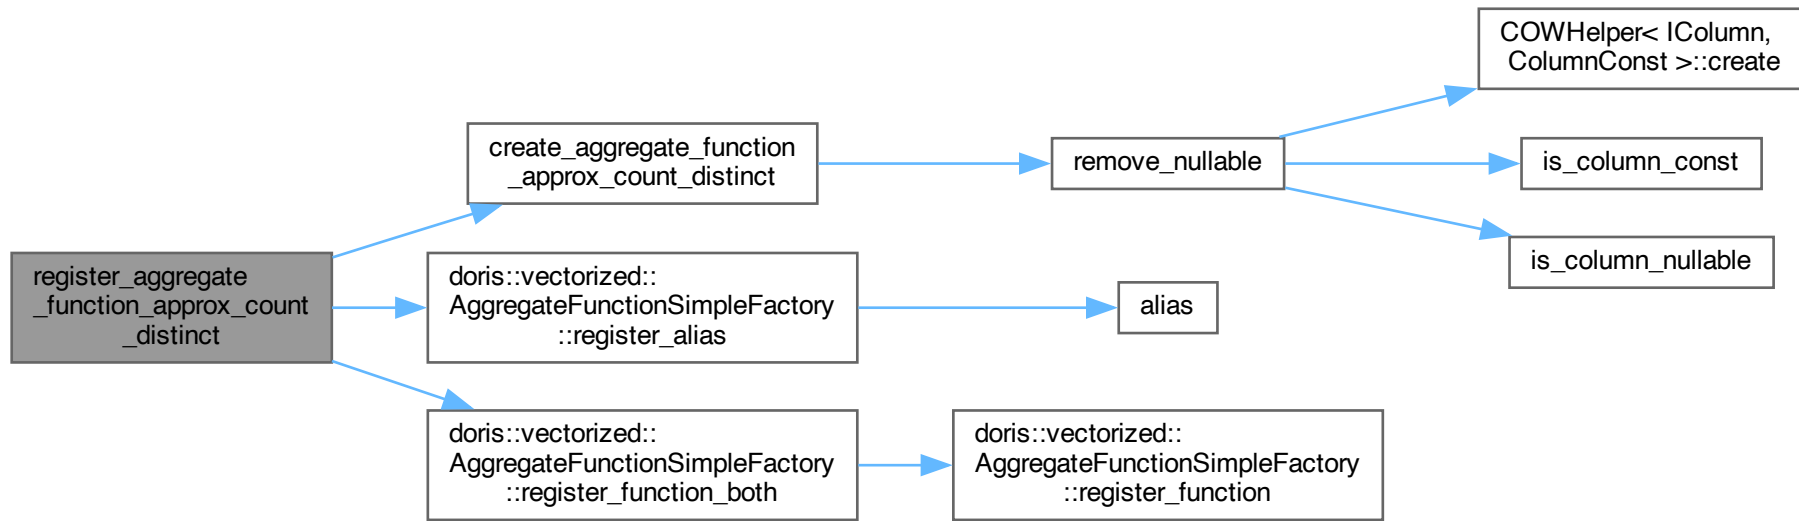 register_aggregate
_function_approx_count
_distinct
create_aggregate_function
_approx_count_distinct
doris::vectorized::
AggregateFunctionSimpleFactory
::register_alias
doris::vectorized::
AggregateFunctionSimpleFactory
::register_function_both
remove_nullable
alias
doris::vectorized::
AggregateFunctionSimpleFactory
::register_function
COWHelper< IColumn,
ColumnConst >::create
is_column_const
is_column_nullable